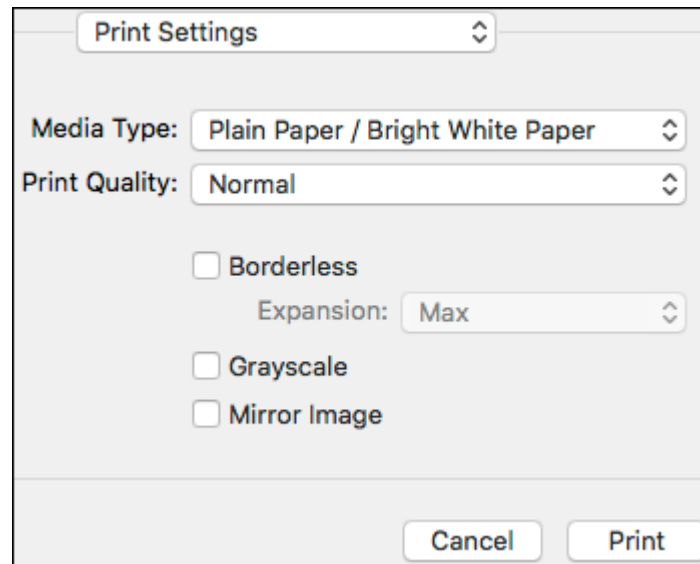 Print Settings
Media Type: Plain Paper / Bright White Paper
Print Quality: Normal
Borderless
Expansion: Max
Grayscale
Mirror Image
Cancel Print